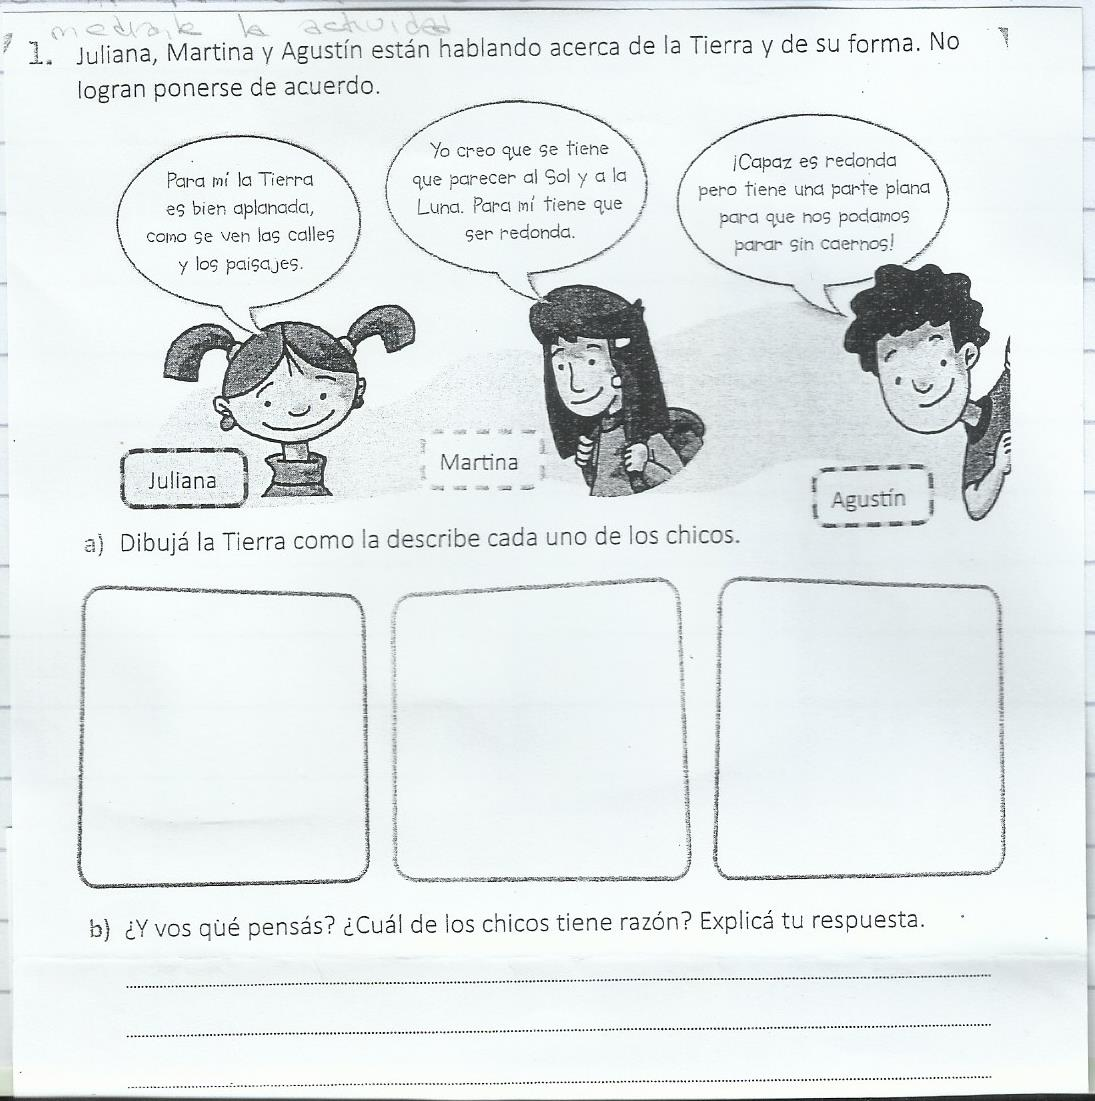 mediante la actividad
1. Juliana, Martina y Agustín están hablando acerca de la Tierra y de su forma. No
logran ponerse de acuerdo.
Para mí la Tierra
es bien aplanada,
como se ven las calles
y los paisajes.
Yo creo que se tiene
que parecer al Sol y a la
Luna. Para mí tiene que
ser redonda.
¡Capaz es redonda
pero tiene una parte plana
para que nos podamos
parar sin caernos!
Juliana
Martina
Agustín
a) Dibujá la Tierra como la describe cada uno de los chicos.
b) ¿Y vos qué pensás? ¿Cuál de los chicos tiene razón? Explicá tu respuesta.